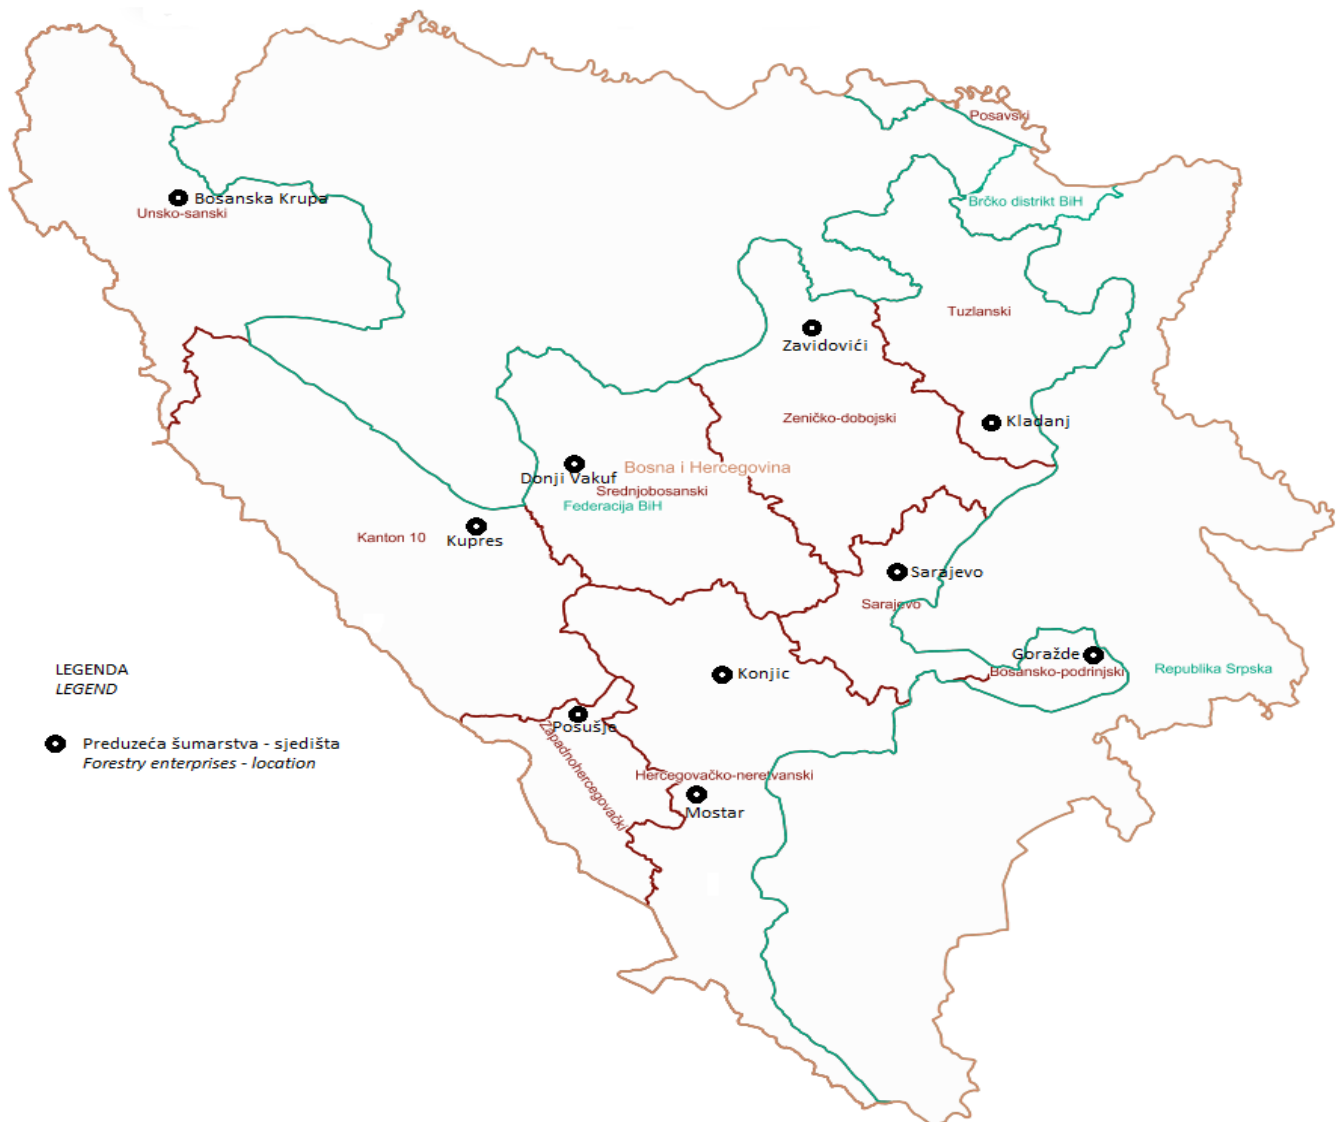 Posavski
Bosanska Krupa
Unsko-sanski
Brčko distrikt BiH
Tuzlanski
Zavidovići
Zeničko-dobojski
Kladanj
Bosna i Hercegovina
Donji Vakuf
Srednjobosanski
Federacija BiH
Kanton 10
Kupres
Sarajevo
Sarajevo
Goražde
Bosansko-podrinjski
Republika Srpska
LEGENDA
LEGEND
Konjic
Posušje
Zapadnohercegovački
Preduzeća šumarstva - sjedišta
Forestry enterprises - location
Hercegovačko-neretvanski
Mostar